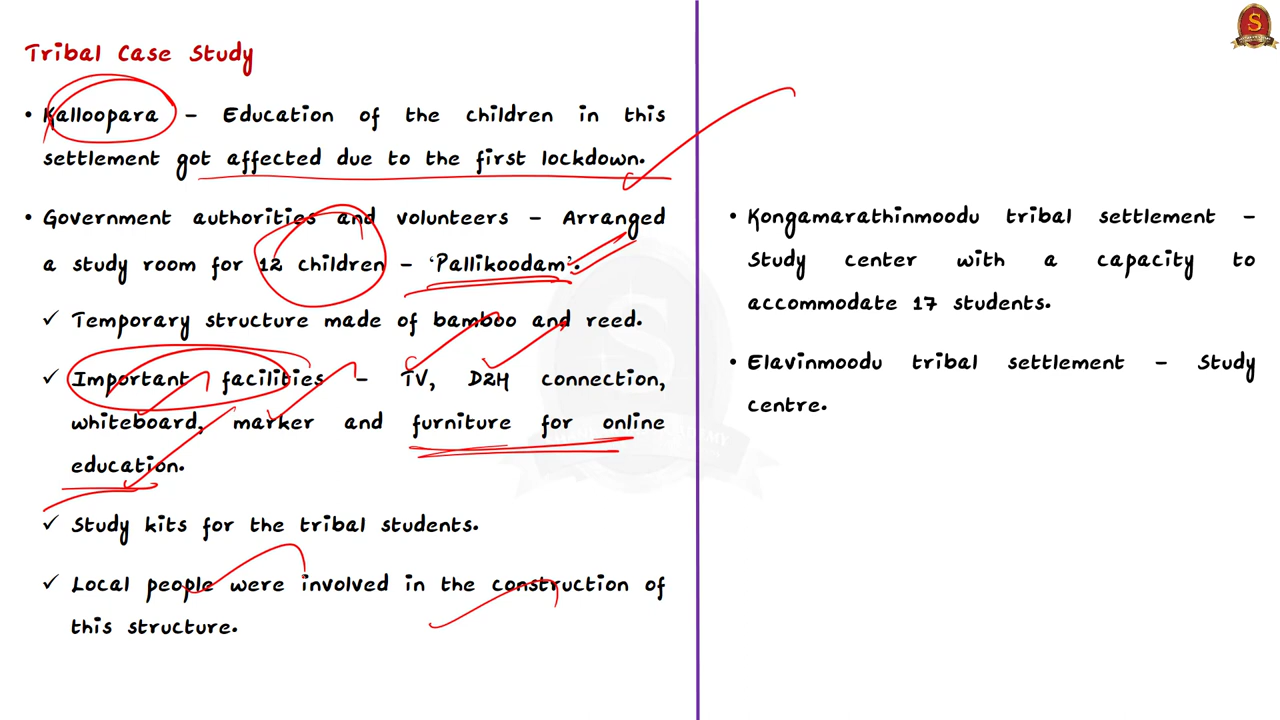 Tribal Case Study
• Kalloopara - Education of the children in this
settlement got affected due to the first lockdown.
• Government authorities and volunteers - Arranged
a study room for 12 children - 'Pallikoodam'.
✓ Temporary structure made of bamboo and reed.
✓ Important facilities - TV, D2H connection,
whiteboard, marker and furniture for online
education.
✓ Study kits for the tribal students.
✓ Local people were involved in the construction of
this structure.
• Kongamarathinmoodu tribal settlement -
Study center with a capacity to
accommodate 17 students.
• Elavinmoodu tribal settlement - Study
centre.